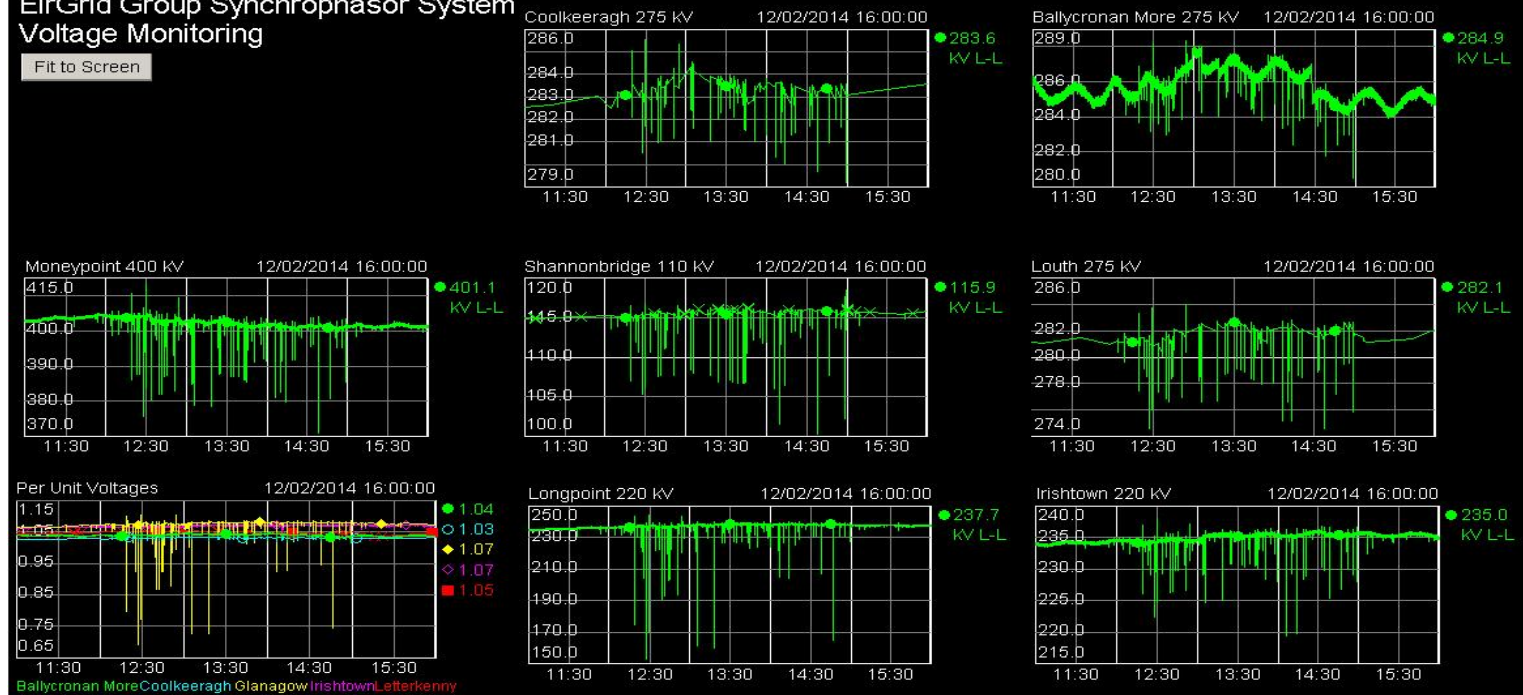 EirGrid Group Synchrophasor System
Voltage Monitoring
Fit to Screen
Coolkeeragh 275 kV 12/02/2014 16:00:00
286.0
284.0
283.0
282.0
281.0
279.0
11:30 12:30 13:30 14:30 15:30
283.6
KV L-L
Ballycronan More 275 kV 12/02/2014 16:00:00
289.0
286.0
284.0
282.0
280.0
11:30 12:30 13:30 14:30 15:30
284.9
KV L-L
Moneypoint 400 kV 12/02/2014 16:00:00
415.0
400.0
390.0
380.0
370.0
11:30 12:30 13:30 14:30 15:30
401.1
KV L-L
Shannonbridge 110 kV 12/02/2014 16:00:00
120.0
115.0
110.0
105.0
100.0
11:30 12:30 13:30 14:30 15:30
115.9
KV L-L
Louth 275 kV 12/02/2014 16:00:00
286.0
282.0
280.0
278.0
274.0
11:30 12:30 13:30 14:30 15:30
282.1
KV L-L
Per Unit Voltages 12/02/2014 16:00:00
1.15
1.05
0.95
0.85
0.75
0.65
11:30 12:30 13:30 14:30 15:30
1.04
1.03
1.07
1.07
1.05
Ballycronan More Coolkeeragh Glanagow Irishtown Letterkenny
Longpoint 220 kV 12/02/2014 16:00:00
250.0
230.0
210.0
190.0
170.0
150.0
11:30 12:30 13:30 14:30 15:30
237.7
KV L-L
Irishtown 220 kV 12/02/2014 16:00:00
240.0
235.0
230.0
225.0
220.0
215.0
11:30 12:30 13:30 14:30 15:30
235.0
KV L-L